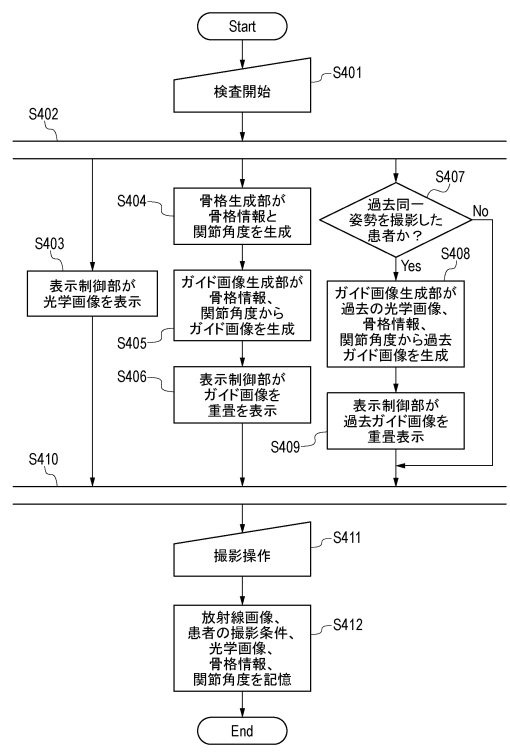 Start
S401
検査開始
S402
S403
表示制御部が
光学画像を表示
S404
骨格生成部が
骨格情報と
関節角度を生成
ガイド画像生成部が
骨格情報、
関節角度から
ガイド画像を生成
S405
S406
表示制御部が
ガイド画像を
重畳を表示
S407
過去同一
姿勢を撮影した
患者か？
No
Yes
S408
ガイド画像生成部が
過去の光学画像、
骨格情報、
関節角度から過去
ガイド画像を生成
表示制御部が
過去ガイド画像を
重畳表示
S409
S410
S411
撮影操作
S412
放射線画像、
患者の撮影条件、
光学画像、
骨格情報、
関節角度を記憶
End